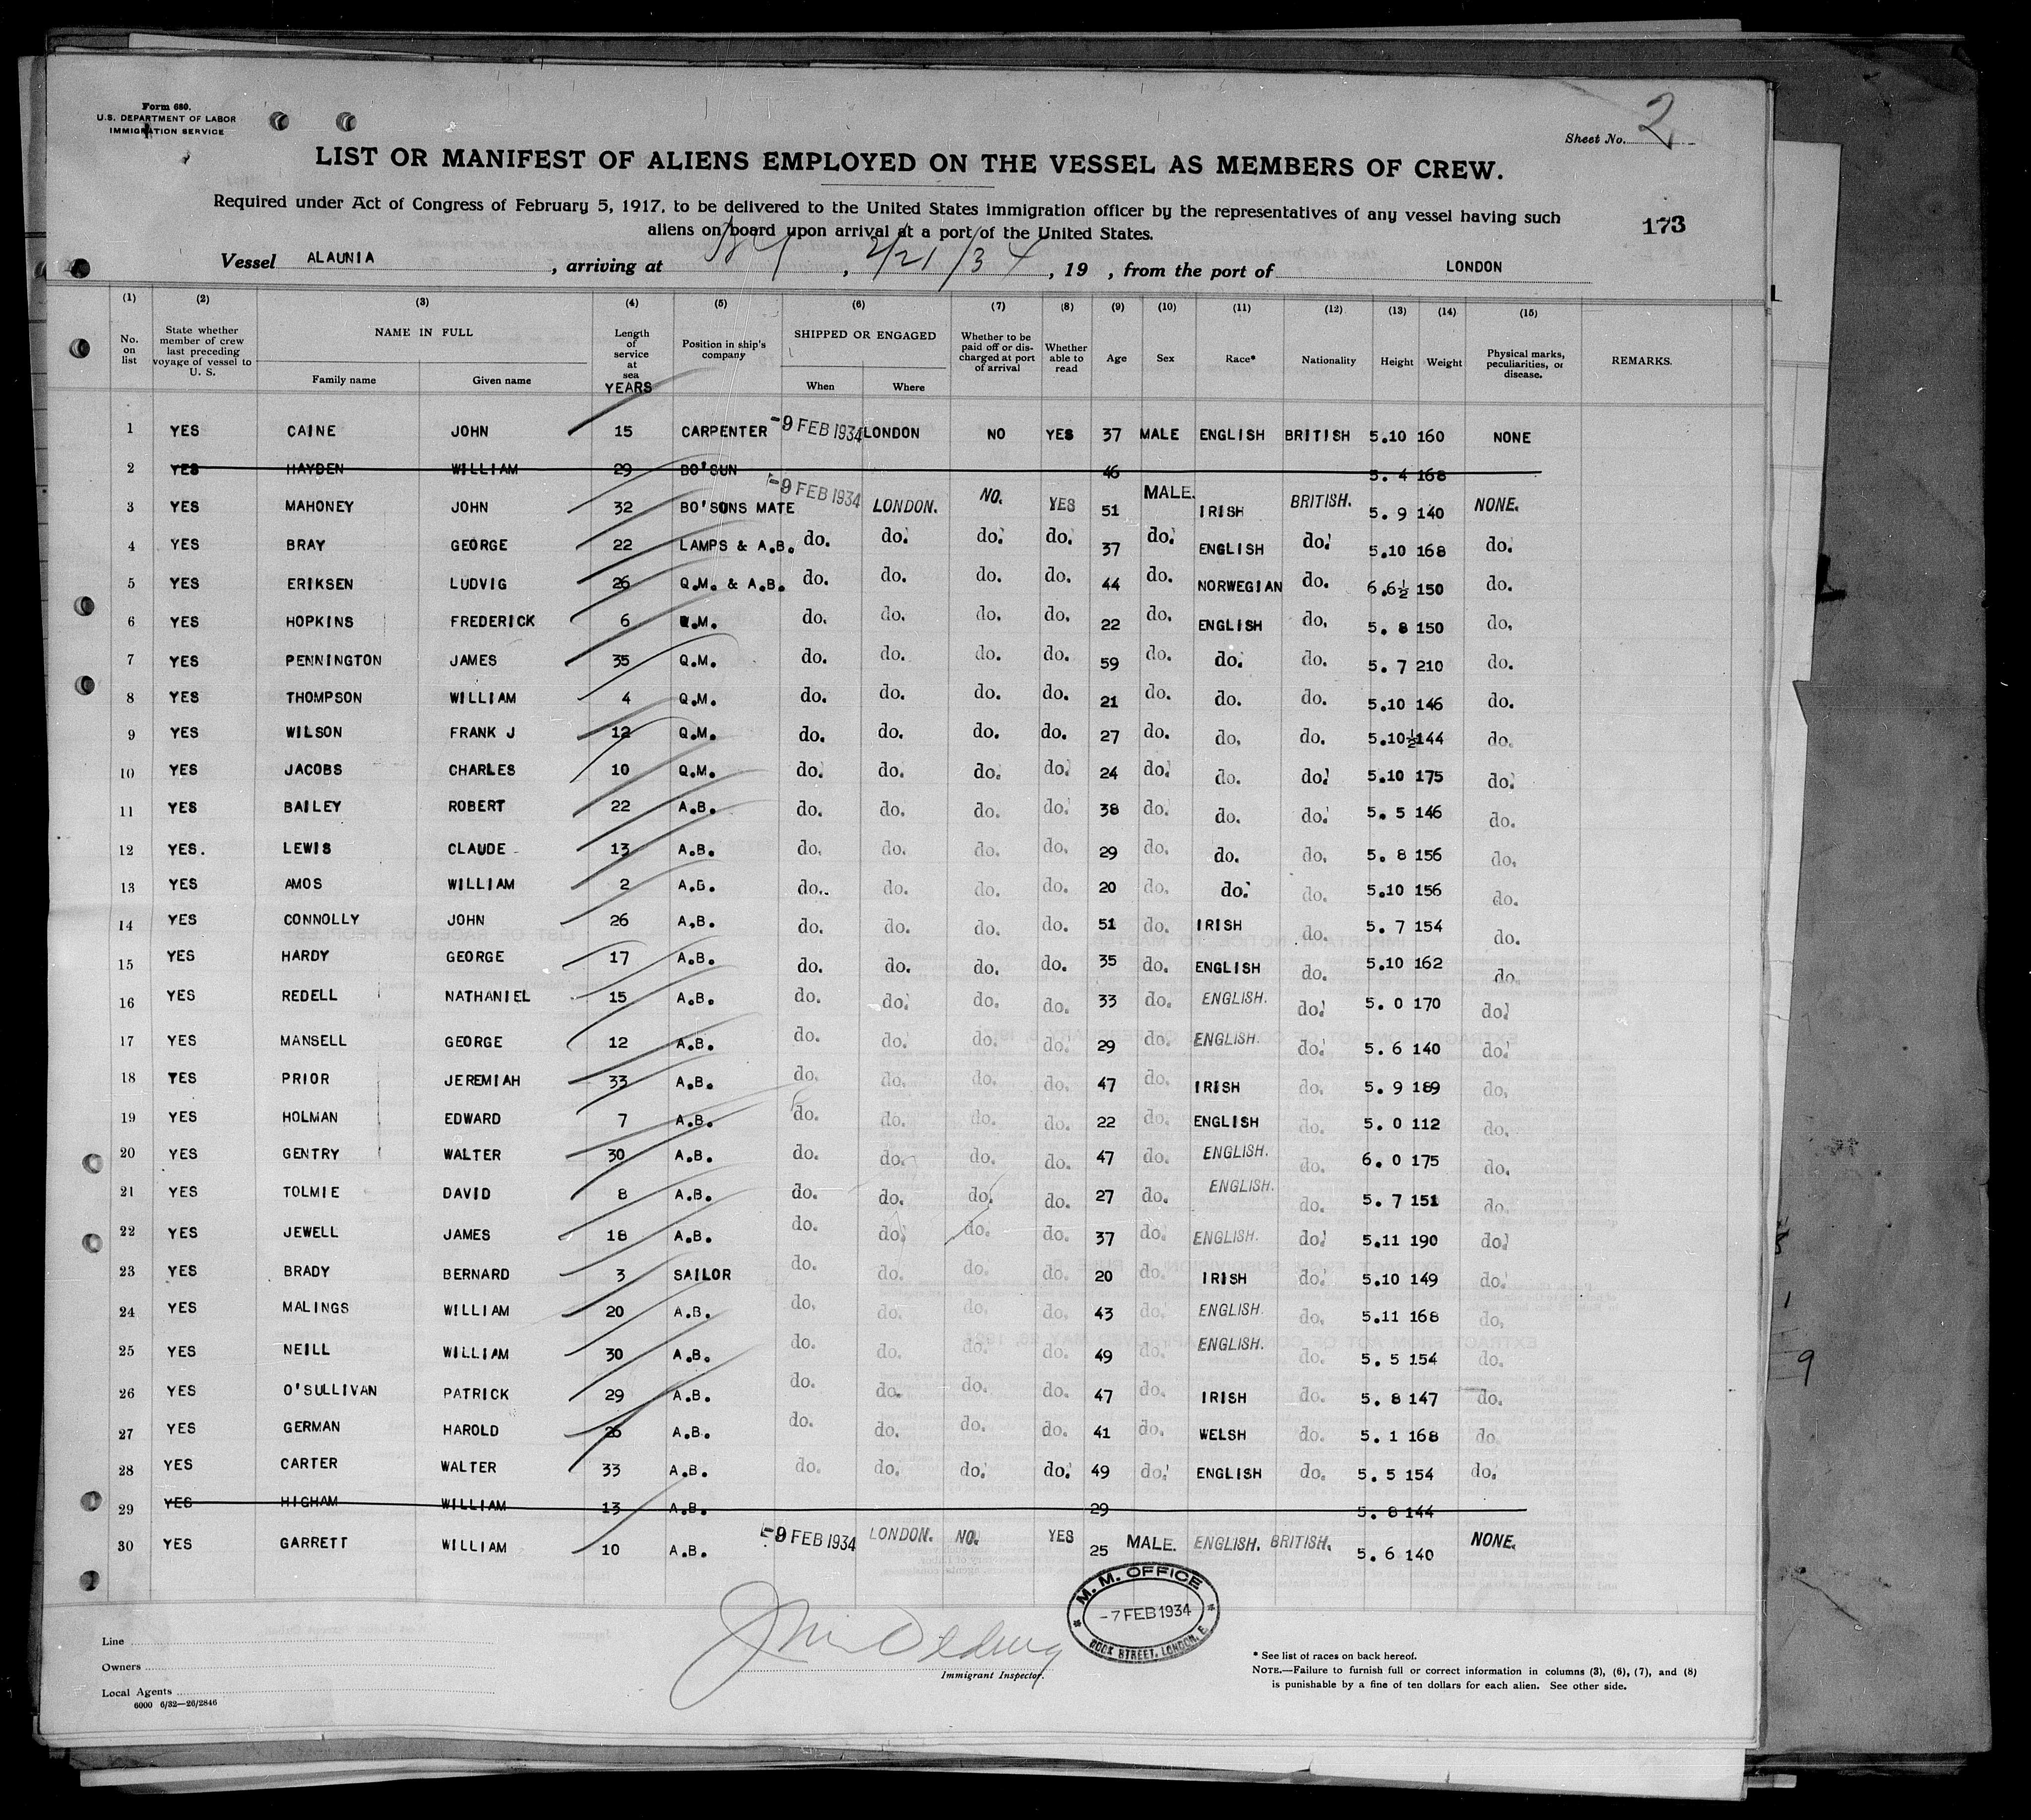 Form 680.
U. S. DEPARTMENT OF LABOR
IMMIGRATION SERVICE
Sheet No. 2
LIST OR MANIFEST OF ALIENS EMPLOYED ON THE VESSEL AS MEMBERS OF CREW.
Required under Act of Congress of February 5, 1917, to be delivered to the United States immigration officer by the representatives of any vessel having such
aliens on board upon arrival at a port of the United States.
173
Vessel ALAUNIA, arriving at NY, 2/21/34, 19 , from the port of LONDON
(1) (2) (3) (4) (5) (6) (7) (8) (9) (10) (11) (12) (13) (14) (15)
No. on list State whether member of crew last preceding voyage of vessel to U. S. NAME IN FULL Family name Given name Length of service at sea YEARS Position in ship's company SHIPPED OR ENGAGED When Where Whether to be paid off or discharged at port of arrival Whether able to read Age Sex Race* Nationality Height Weight Physical marks, peculiarities, or disease. REMARKS.
1 YES CAINE JOHN 15 CARPENTER -9 FEB 1934 LONDON NO YES 37 MALE ENGLISH BRITISH 5.10 160 NONE
2 YES HAYDEN WILLIAM 29 BO'SUN 46 5. 4 168
3 YES MAHONEY JOHN 32 BO'SONS MATE -9 FEB 1934 LONDON. NO. YES 51 MALE. IRISH BRITISH. 5. 9 140 NONE.
4 YES BRAY GEORGE 22 LAMPS & A.B. do. do. do. do. 37 do. ENGLISH do. 5.10 168 do.
5 YES ERIKSEN LUDVIG 26 Q.M. & A.B. do. do. do. do. 44 do. NORWEGIAN do. 6.6½ 150 do.
6 YES HOPKINS FREDERICK 6 Q.M. do. do. do. do. 22 do. ENGLISH do. 5. 8 150 do.
7 YES PENNINGTON JAMES 35 Q.M. do. do. do. do. 59 do. do. do. 5. 7 210 do.
8 YES THOMPSON WILLIAM 4 Q.M. do. do. do. do. 21 do. do. do. 5.10 146 do.
9 YES WILSON FRANK J 12 Q.M. do. do. do. do. 27 do. do. do. 5.10½ 144 do.
10 YES JACOBS CHARLES 10 Q.M. do. do. do. do. 24 do. do. do. 5.10 175 do.
11 YES BAILEY ROBERT 22 A.B. do. do. do. do. 38 do. do. do. 5. 5 146 do.
12 YES. LEWIS CLAUDE 13 A.B. do. do. do. do. 29 do. do. do. 5. 8 156 do.
13 YES AMOS WILLIAM 2 A.B. do. do. do. do. 20 do. do. do. 5.10 156 do.
14 YES CONNOLLY JOHN 26 A.B. do. do. do. do. 51 do. IRISH do. 5. 7 154 do.
15 YES HARDY GEORGE 17 A.B. do. do. do. do. 35 do. ENGLISH do. 5.10 162 do.
16 YES REDELL NATHANIEL 15 A.B. do. do. do. do. 33 do. ENGLISH. do. 5. 0 170 do.
17 YES MANSELL GEORGE 12 A.B. do. do. do. do. 29 do. ENGLISH. do. 5. 6 140 do.
18 YES PRIOR JEREMIAH 33 A.B. do. do. do. do. 47 do. IRISH do. 5. 9 189 do.
19 YES HOLMAN EDWARD 7 A.B. do. do. do. do. 22 do. ENGLISH do. 5. 0 112 do.
20 YES GENTRY WALTER 30 A.B. do. do. do. do. 47 do. ENGLISH. do. 6. 0 175 do.
21 YES TOLMIE DAVID 8 A.B. do. do. do. do. 27 do. ENGLISH. do. 5. 7 151 do.
22 YES JEWELL JAMES 18 A.B. do. do. do. do. 37 do. ENGLISH. do. 5.11 190 do.
23 YES BRADY BERNARD 3 SAILOR do. do. do. do. 20 do. IRISH do. 5.10 149 do.
24 YES MALINGS WILLIAM 20 A.B. do. do. do. do. 43 do. ENGLISH. do. 5.11 168 do.
25 YES NEILL WILLIAM 30 A.B. do. do. do. do. 49 do. ENGLISH. do. 5. 5 154 do.
26 YES O'SULLIVAN PATRICK 29 A.B. do. do. do. do. 47 do. IRISH do. 5. 8 147 do.
27 YES GERMAN HAROLD 26 A.B. do. do. do. do. 41 do. WELSH do. 5. 1 168 do.
28 YES CARTER WALTER 33 A.B. do. do. do. do. 49 do. ENGLISH do. 5. 5 154 do.
29 YES HIGHAM WILLIAM 13 A.B. 29 5. 8 144
30 YES GARRETT WILLIAM 10 A.B. -9 FEB 1934 LONDON. NO. YES 25 MALE. ENGLISH. BRITISH. 5. 6 140 NONE.
M. M. OFFICE
-7 FEB 1934
DOCK STREET, LONDON, E.
Line
Owners
Local Agents
6000 6/32—26/2846
Immigrant Inspector.
* See list of races on back hereof.
NOTE.—Failure to furnish full or correct information in columns (3), (6), (7), and (8)
is punishable by a fine of ten dollars for each alien. See other side.